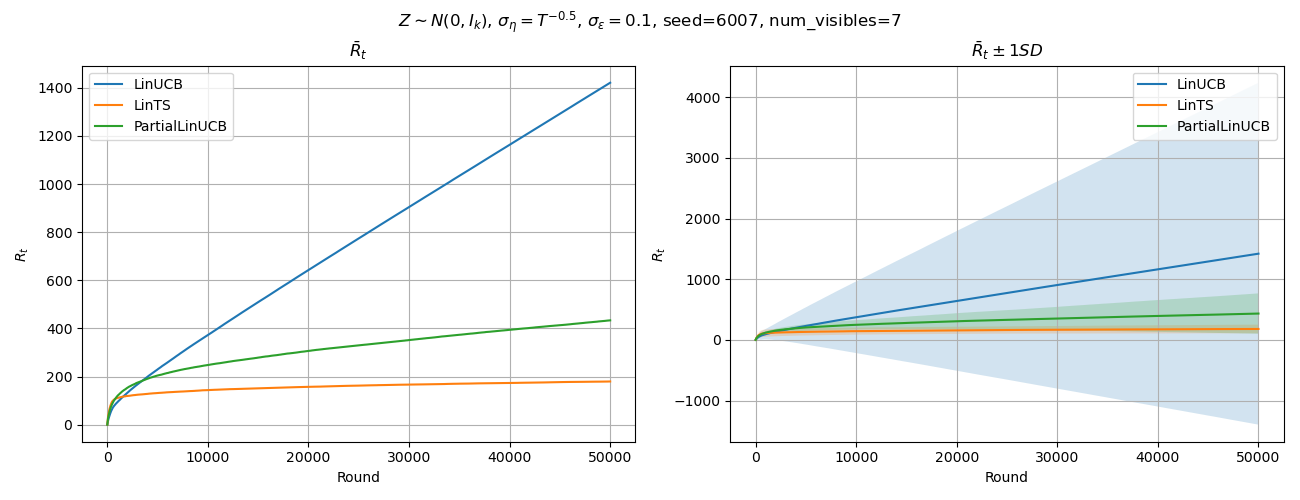 Z ∼ N(0, I_k), σ_η = T^{−0.5}, σ_ε = 0.1, seed=6007, num_visibles=7
R̄_t
R_t
1400
1200
1000
800
600
400
200
0
LinUCB
LinTS
PartialLinUCB
0 10000 20000 30000 40000 50000
Round
R̄_t ± 1SD
R_t
4000
3000
2000
1000
0
−1000
LinUCB
LinTS
PartialLinUCB
0 10000 20000 30000 40000 50000
Round